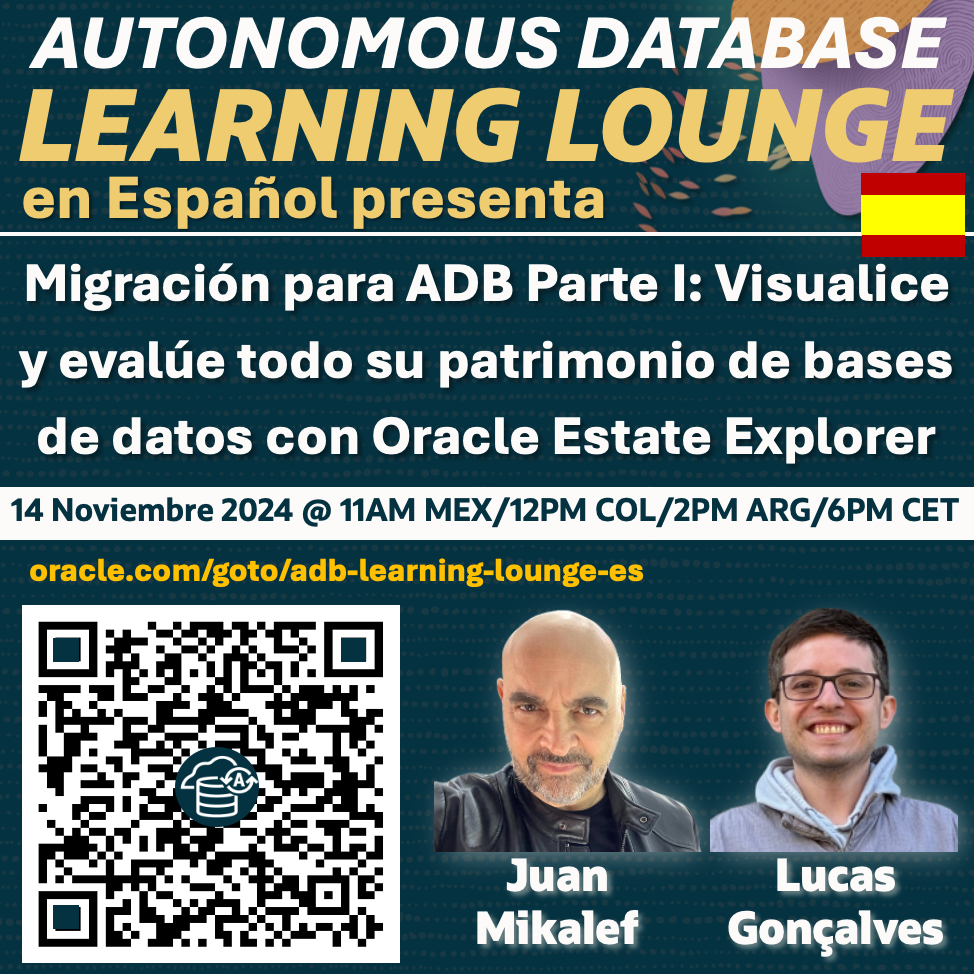 AUTONOMOUS DATABASE
LEARNING LOUNGE
en Español presenta
Migración para ADB Parte I: Visualice
y evalúe todo su patrimonio de bases
de datos con Oracle Estate Explorer
14 Noviembre 2024 @ 11AM MEX/12PM COL/2PM ARG/6PM CET
oracle.com/goto/adb-learning-lounge-es
A
Juan
Mikalef
Lucas
Gonçalves